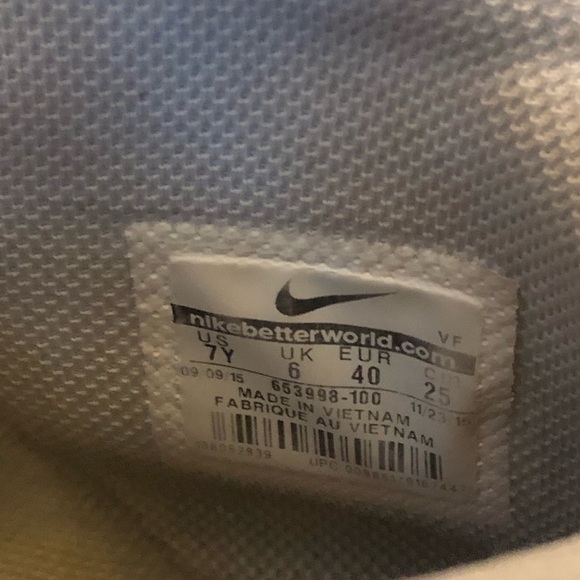 nikebetterworld.com
VF
US UK EUR
7Y 6 40 25
09/09/15 653998-100 11/23/15
MADE IN VIETNAM
FABRIQUE AU VIETNAM
UPC